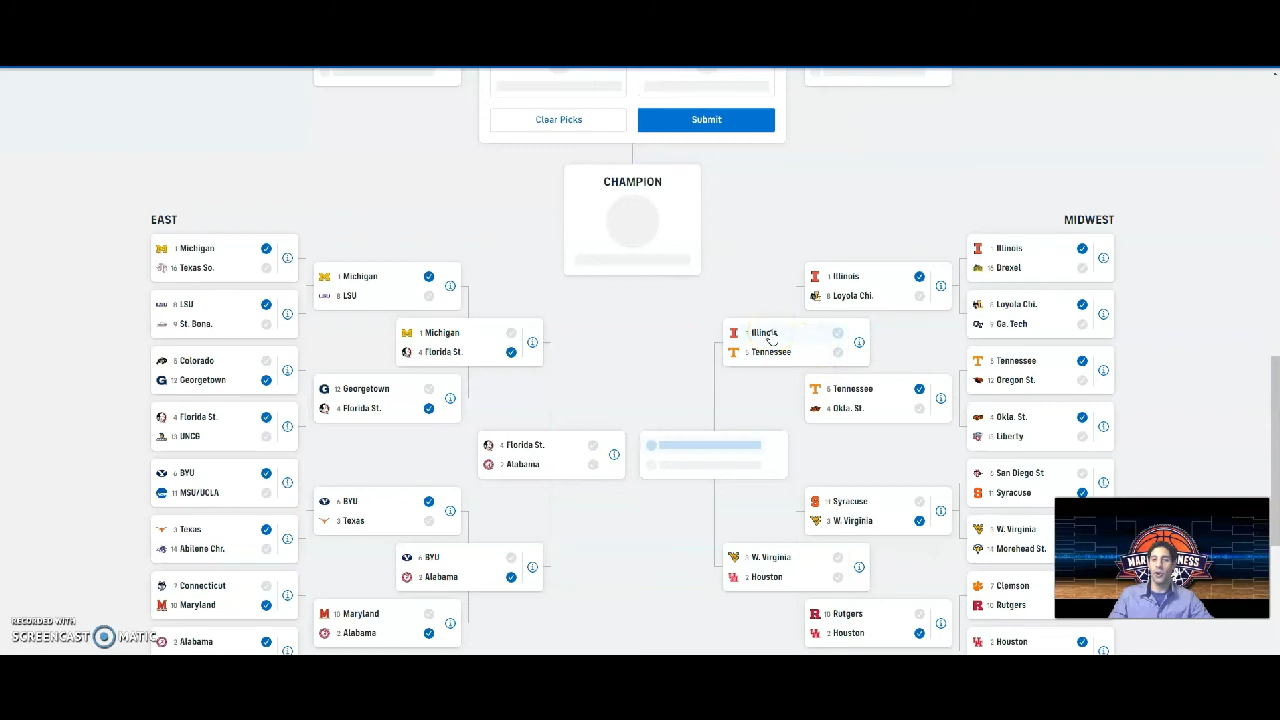 Clear Picks
Submit
CHAMPION
EAST
MIDWEST
1 Michigan
16 Texas So.
8 LSU
9 St. Bona.
5 Colorado
12 Georgetown
4 Florida St.
13 UNCG
6 BYU
11 MSU/UCLA
3 Texas
14 Abilene Chr.
7 Connecticut
10 Maryland
2 Alabama
1 Michigan
8 LSU
12 Georgetown
4 Florida St.
6 BYU
3 Texas
10 Maryland
2 Alabama
1 Michigan
4 Florida St.
6 BYU
2 Alabama
4 Florida St.
2 Alabama
1 Illinois
5 Tennessee
3 W. Virginia
2 Houston
1 Illinois
8 Loyola Chi.
5 Tennessee
4 Okla. St.
11 Syracuse
3 W. Virginia
10 Rutgers
2 Houston
1 Illinois
16 Drexel
8 Loyola Chi.
9 Ga. Tech
5 Tennessee
12 Oregon St.
4 Okla. St.
13 Liberty
6 San Diego St
11 Syracuse
3 W. Virginia
14 Morehead St.
7 Clemson
10 Rutgers
2 Houston
RECORDED WITH
SCREENCAST MATIC